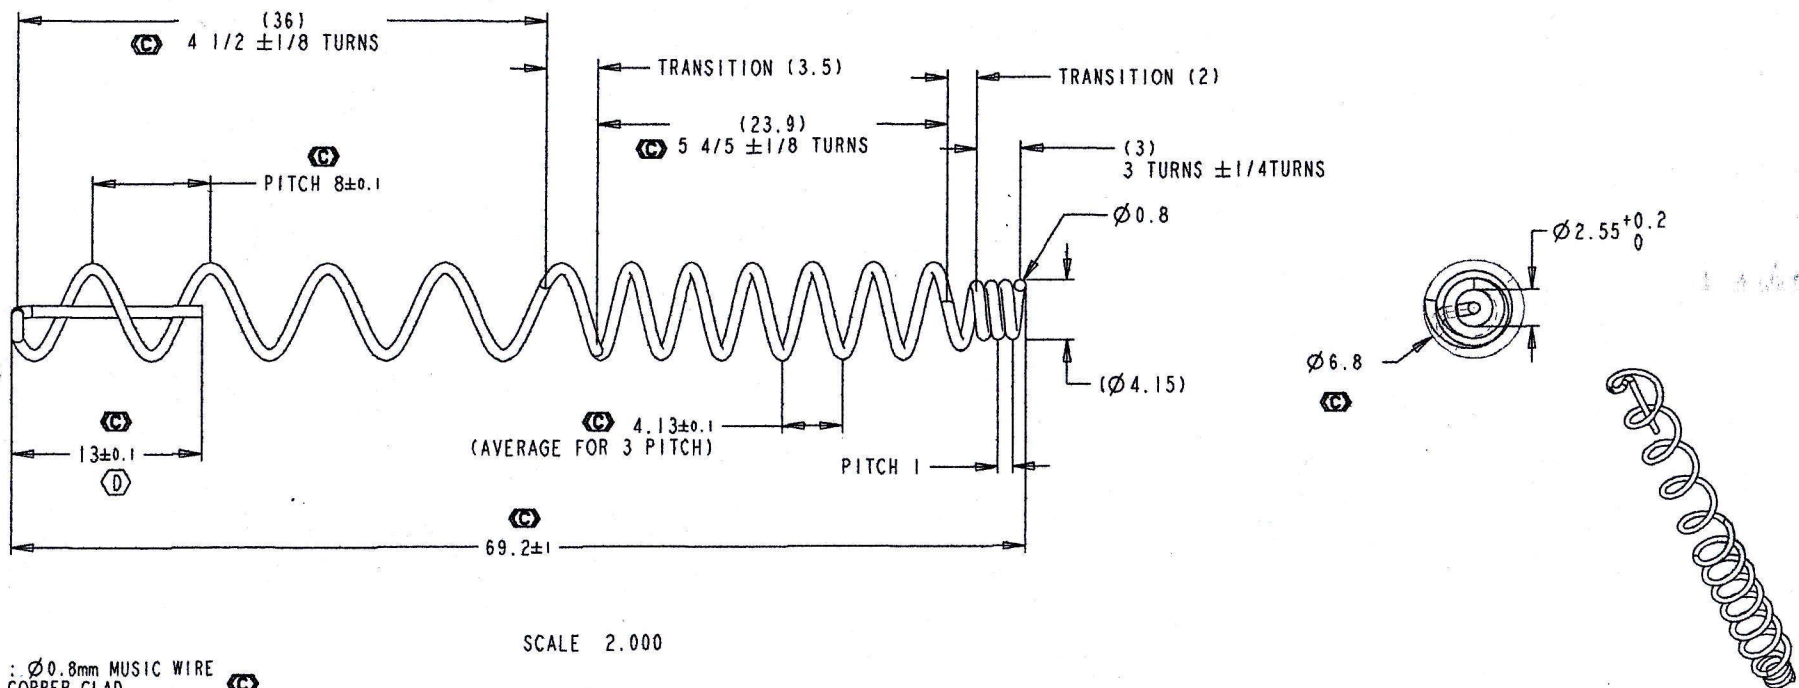 (36)
C 4 1/2 ±1/8 TURNS
TRANSITION (3.5)
TRANSITION (2)
(23.9)
C 5 4/5 ±1/8 TURNS
(3)
3 TURNS ±1/4TURNS
C
PITCH 8±0.1
Ø0.8
Ø2.55 +0.2
0
Ø6.8
C
(Ø4.15)
C 4.13±0.1
(AVERAGE FOR 3 PITCH)
C
13±0.1
D
PITCH 1
C
69.2±1
SCALE 2.000
: Ø0.8mm MUSIC WIRE
COPPER CLAD
C